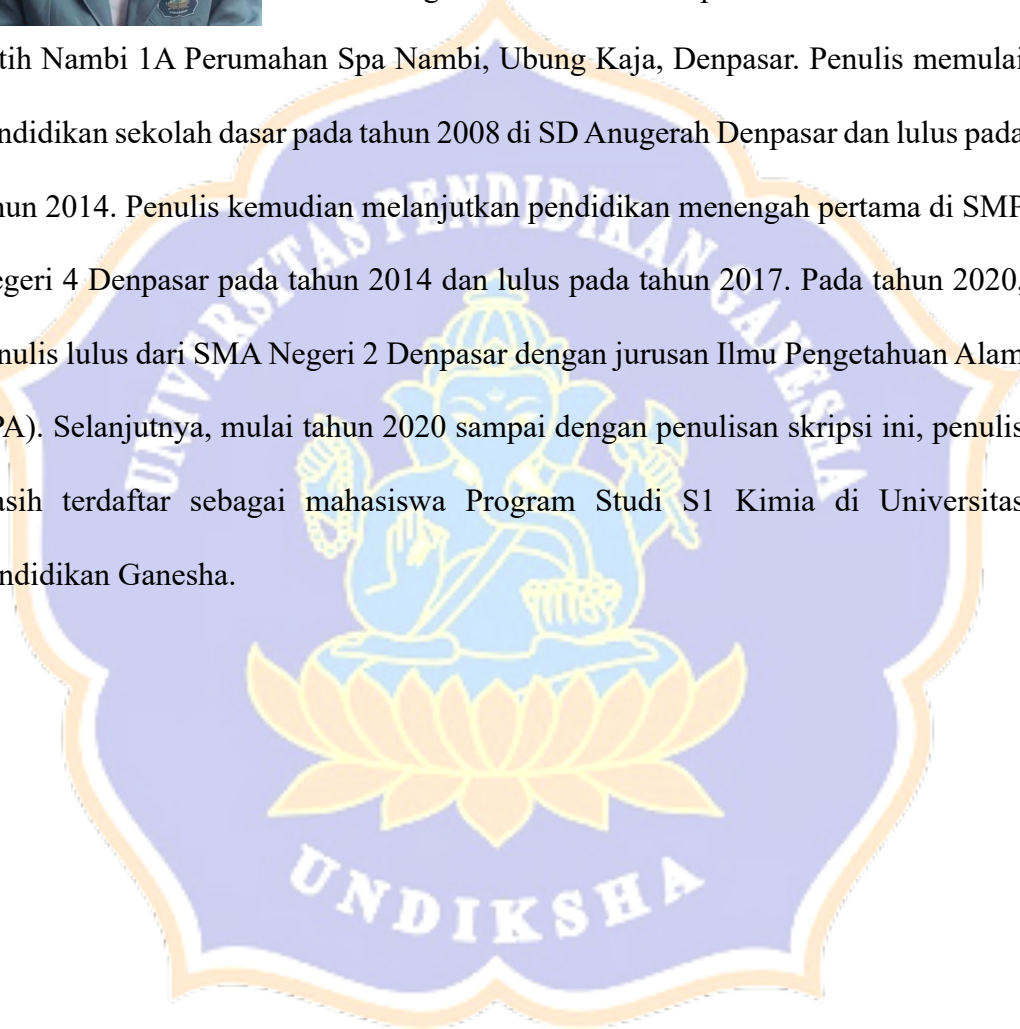 tih Nambi 1A Perumahan Spa Nambi, Ubung Kaja, Denpasar. Penulis memulai
ndidikan sekolah dasar pada tahun 2008 di SD Anugerah Denpasar dan lulus pada
hun 2014. Penulis kemudian melanjutkan pendidikan menengah pertama di SMP
egeri 4 Denpasar pada tahun 2014 dan lulus pada tahun 2017. Pada tahun 2020,
nulis lulus dari SMA Negeri 2 Denpasar dengan jurusan Ilmu Pengetahuan Alam
PA). Selanjutnya, mulai tahun 2020 sampai dengan penulisan skripsi ini, penulis
asih terdaftar sebagai mahasiswa Program Studi S1 Kimia di Universitas
ndidikan Ganesha.
UNIVERSITAS PENDIDIKAN GANESHA
UNDIKSHA